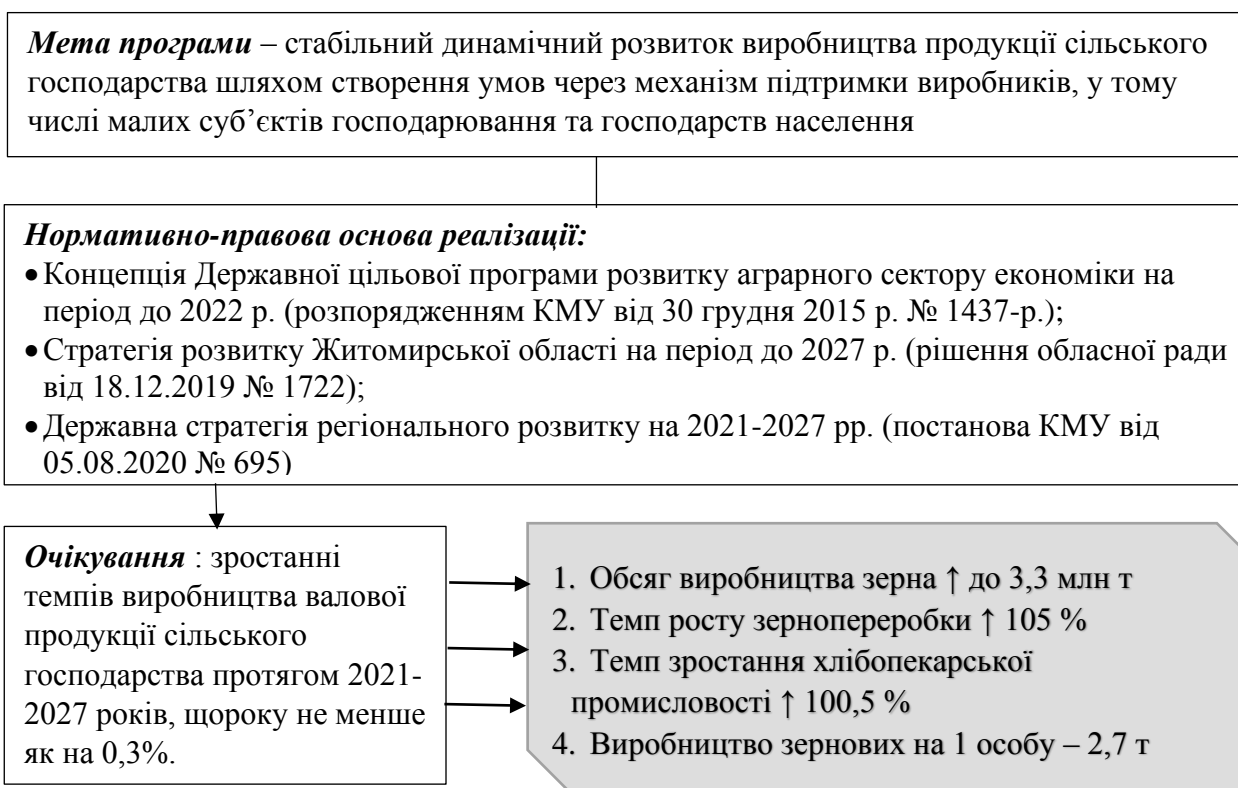 Мета програми – стабільний динамічний розвиток виробництва продукції сільського
господарства шляхом створення умов через механізм підтримки виробників, у тому
числі малих суб’єктів господарювання та господарств населення
Нормативно-правова основа реалізації:
• Концепція Державної цільової програми розвитку аграрного сектору економіки на
період до 2022 р. (розпорядженням КМУ від 30 грудня 2015 р. № 1437-р.);
• Стратегія розвитку Житомирської області на період до 2027 р. (рішення обласної ради
від 18.12.2019 № 1722);
• Державна стратегія регіонального розвитку на 2021-2027 рр. (постанова КМУ від
05.08.2020 № 695)
Очікування : зростанні
темпів виробництва валової
продукції сільського
господарства протягом 2021-
2027 років, щороку не менше
як на 0,3%.
1. Обсяг виробництва зерна ↑ до 3,3 млн т
2. Темп росту зернопереробки ↑ 105 %
3. Темп зростання хлібопекарської
промисловості ↑ 100,5 %
4. Виробництво зернових на 1 особу – 2,7 т